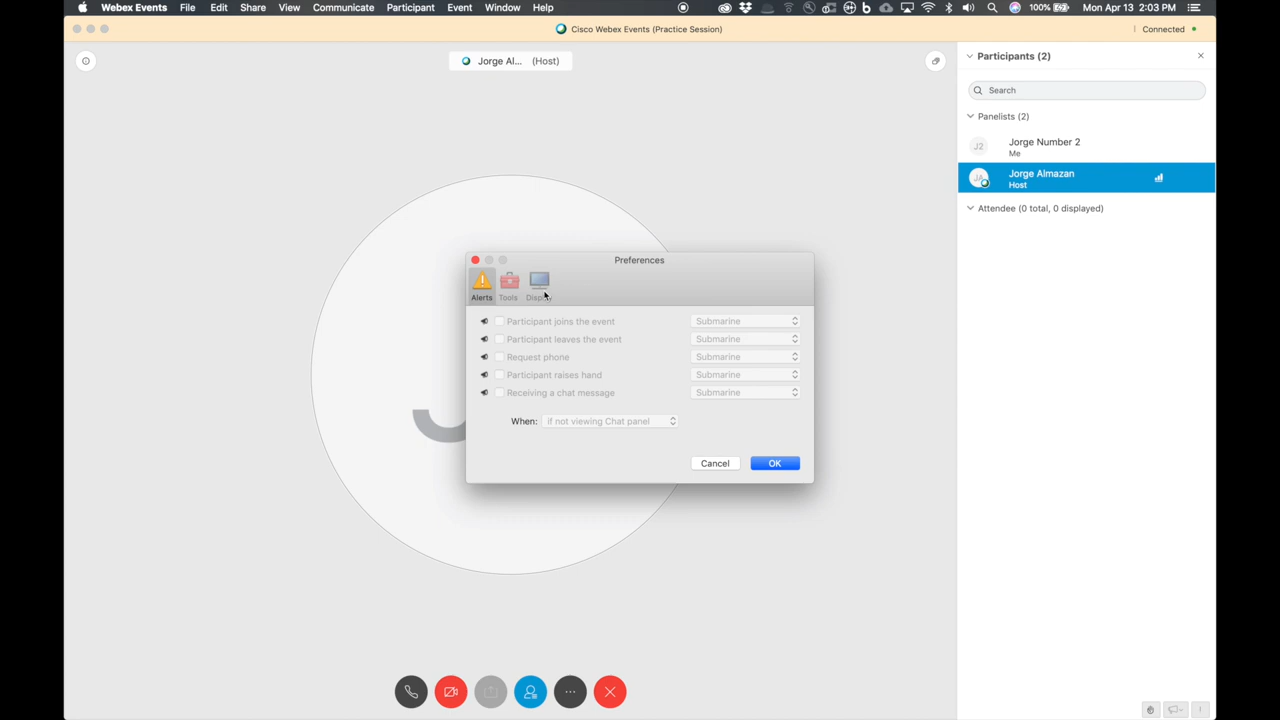 Webex Events File Edit Share View Communicate Participant Event Window Help 100% Mon Apr 13 2:03 PM
Cisco Webex Events (Practice Session) Connected
Jorge Al... (Host)
Participants (2)
Search
Panelists (2)
J2 Jorge Number 2
Me
JA Jorge Almazan
Host
Attendee (0 total, 0 displayed)
Preferences
Alerts Tools Display
Participant joins the event Submarine
Participant leaves the event Submarine
Request phone Submarine
Participant raises hand Submarine
Receiving a chat message Submarine
When: if not viewing Chat panel
Cancel OK